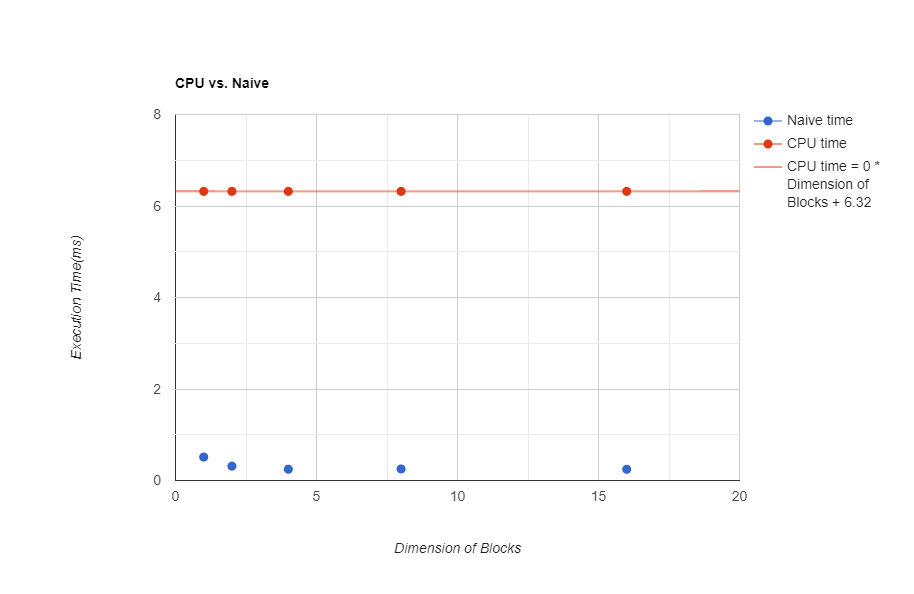 CPU vs. Naive
8
6
4
2
0
0 5 10 15 20
Execution Time(ms)
Dimension of Blocks
Naive time
CPU time
CPU time = 0 *
Dimension of
Blocks + 6.32